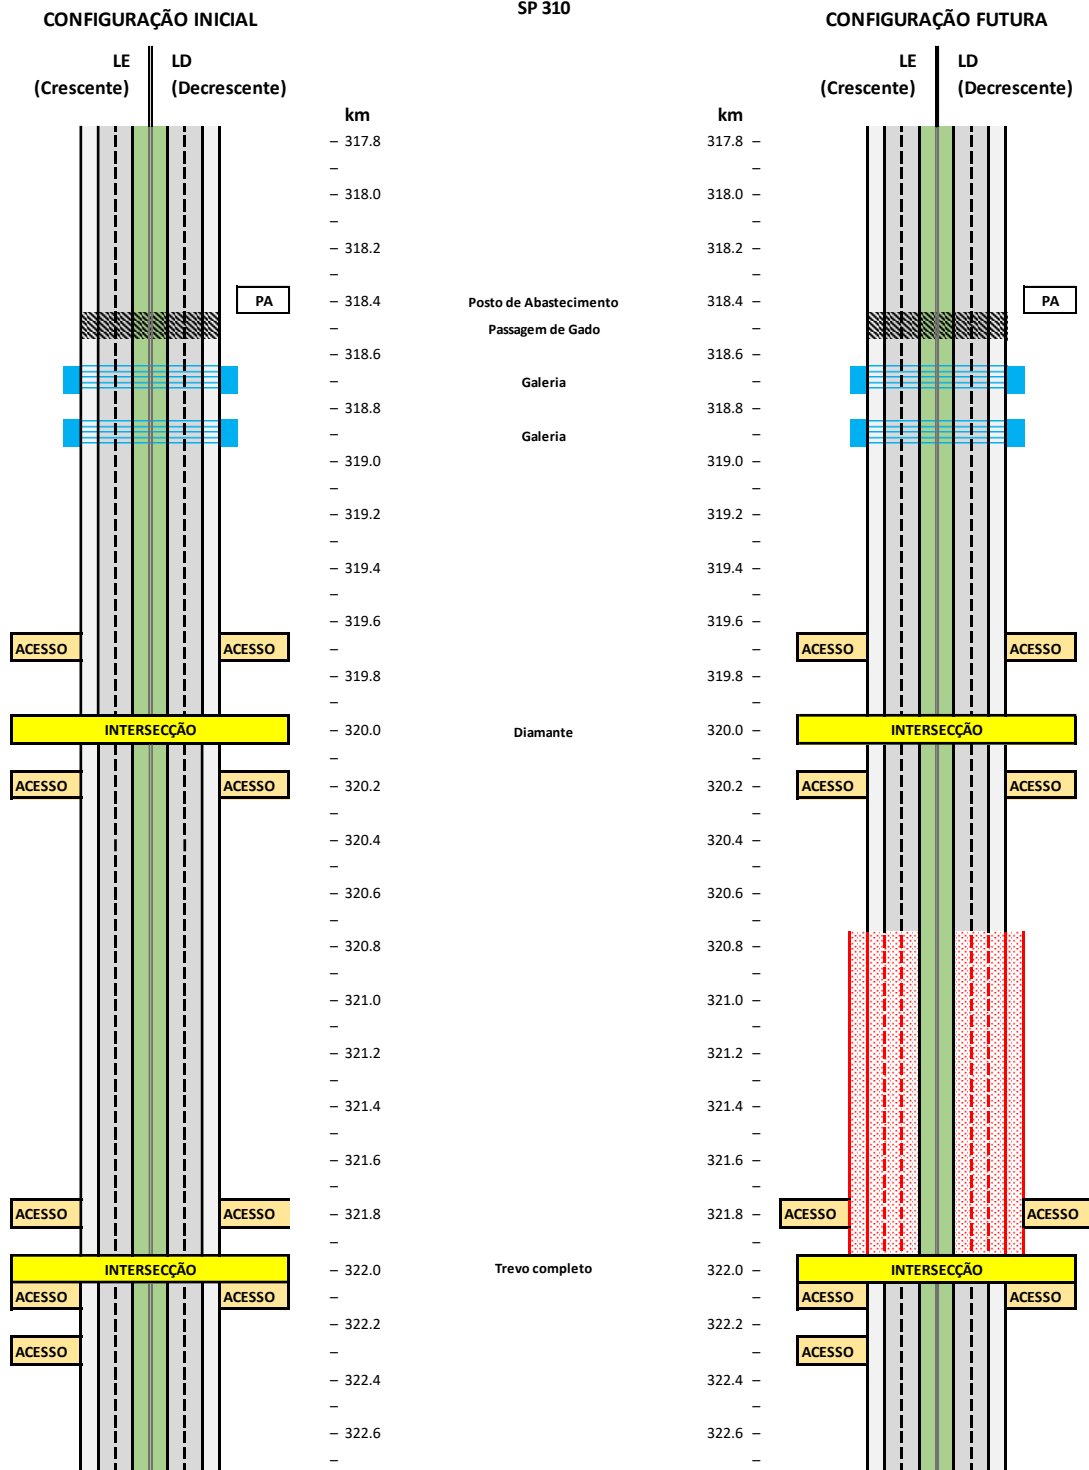 SP 310
CONFIGURAÇÃO INICIAL
CONFIGURAÇÃO FUTURA
LE LD
LE LD
(Crescente) (Decrescente)
(Crescente) (Decrescente)
km km
– 317.8 317.8 –
– –
– 318.0 318.0 –
– –
– 318.2 318.2 –
– –
PA – 318.4 Posto de Abastecimento 318.4 – PA
– Passagem de Gado –
– 318.6 318.6 –
– Galeria –
– 318.8 318.8 –
– Galeria –
– 319.0 319.0 –
– –
– 319.2 319.2 –
– –
– 319.4 319.4 –
– –
– 319.6 319.6 –
ACESSO ACESSO – – ACESSO ACESSO
– 319.8 319.8 –
– –
INTERSECÇÃO – 320.0 Diamante 320.0 – INTERSECÇÃO
– –
ACESSO ACESSO – 320.2 320.2 – ACESSO ACESSO
– –
– 320.4 320.4 –
– –
– 320.6 320.6 –
– –
– 320.8 320.8 –
– –
– 321.0 321.0 –
– –
– 321.2 321.2 –
– –
– 321.4 321.4 –
– –
– 321.6 321.6 –
– –
ACESSO ACESSO – 321.8 321.8 – ACESSO ACESSO
– –
INTERSECÇÃO – 322.0 Trevo completo 322.0 – INTERSECÇÃO
ACESSO ACESSO – – ACESSO ACESSO
– 322.2 322.2 –
ACESSO – – ACESSO
– 322.4 322.4 –
– –
– 322.6 322.6 –
– –